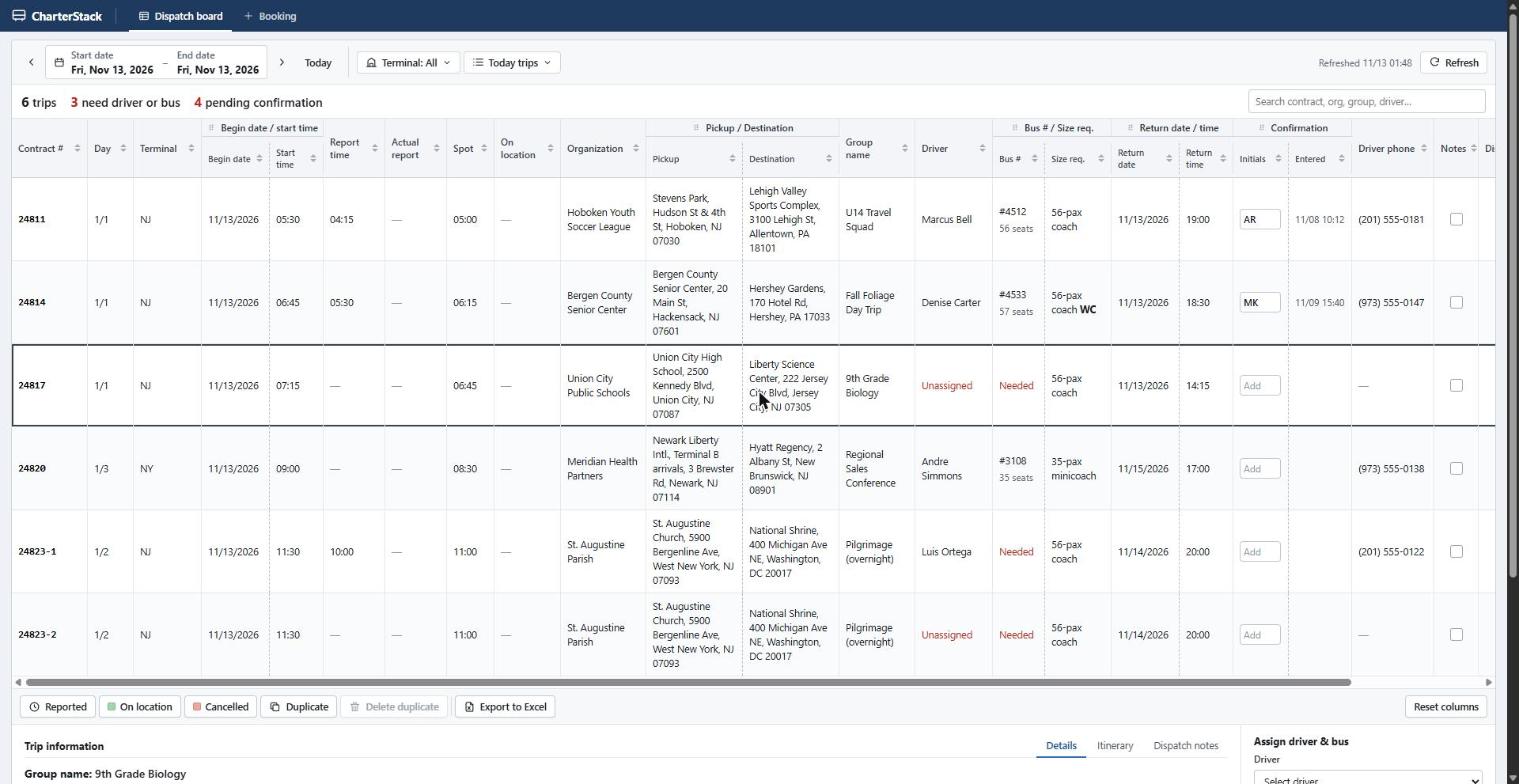 CharterStack Dispatch board Booking
Start date End date
Fri, Nov 13, 2026 – Fri, Nov 13, 2026 Today Terminal: All Today trips Refreshed 11/13 01:48 Refresh
6 trips 3 need driver or bus 4 pending confirmation Search contract, org, group, driver...
Begin date / start time Pickup / Destination Bus # / Size req. Return date / time Confirmation
Contract # Day Terminal Begin date Start time Report time Actual report Spot On location Organization Pickup Destination Group name Driver Bus # Size req. Return date Return time Initials Entered Driver phone Notes
24811 1/1 NJ 11/13/2026 05:30 04:15 — 05:00 — Hoboken Youth Soccer League Stevens Park, Hudson St & 4th St, Hoboken, NJ 07030 Lehigh Valley Sports Complex, 3100 Lehigh St, Allentown, PA 18101 U14 Travel Squad Marcus Bell #4512 56 seats 56-pax coach 11/13/2026 19:00 AR 11/08 10:12 (201) 555-0181
24814 1/1 NJ 11/13/2026 06:45 05:30 — 06:15 — Bergen County Senior Center Bergen County Senior Center, 20 Main St, Hackensack, NJ 07601 Hershey Gardens, 170 Hotel Rd, Hershey, PA 17033 Fall Foliage Day Trip Denise Carter #4533 57 seats 56-pax coach WC 11/13/2026 18:30 MK 11/09 15:40 (973) 555-0147
24817 1/1 NJ 11/13/2026 07:15 — — 06:45 — Union City Public Schools Union City High School, 2500 Kennedy Blvd, Union City, NJ 07087 Liberty Science Center, 222 Jersey City Blvd, Jersey City, NJ 07305 9th Grade Biology Unassigned Needed 56-pax coach 11/13/2026 14:15 Add —
24820 1/3 NY 11/13/2026 09:00 — — 08:30 — Meridian Health Partners Newark Liberty Intl., Terminal B arrivals, 3 Brewster Rd, Newark, NJ 07114 Hyatt Regency, 2 Albany St, New Brunswick, NJ 08901 Regional Sales Conference Andre Simmons #3108 35 seats 35-pax minicoach 11/15/2026 17:00 Add (973) 555-0138
24823-1 1/2 NJ 11/13/2026 11:30 10:00 — 11:00 — St. Augustine Parish St. Augustine Church, 5900 Bergenline Ave, West New York, NJ 07093 National Shrine, 400 Michigan Ave NE, Washington, DC 20017 Pilgrimage (overnight) Luis Ortega Needed 56-pax coach 11/14/2026 20:00 Add (201) 555-0122
24823-2 1/2 NJ 11/13/2026 11:30 — — 11:00 — St. Augustine Parish St. Augustine Church, 5900 Bergenline Ave, West New York, NJ 07093 National Shrine, 400 Michigan Ave NE, Washington, DC 20017 Pilgrimage (overnight) Unassigned Needed 56-pax coach 11/14/2026 20:00 Add —
Reported On location Cancelled Duplicate Delete duplicate Export to Excel Reset columns
Trip information Details Itinerary Dispatch notes Assign driver & bus
Driver
Group name: 9th Grade Biology Select driver